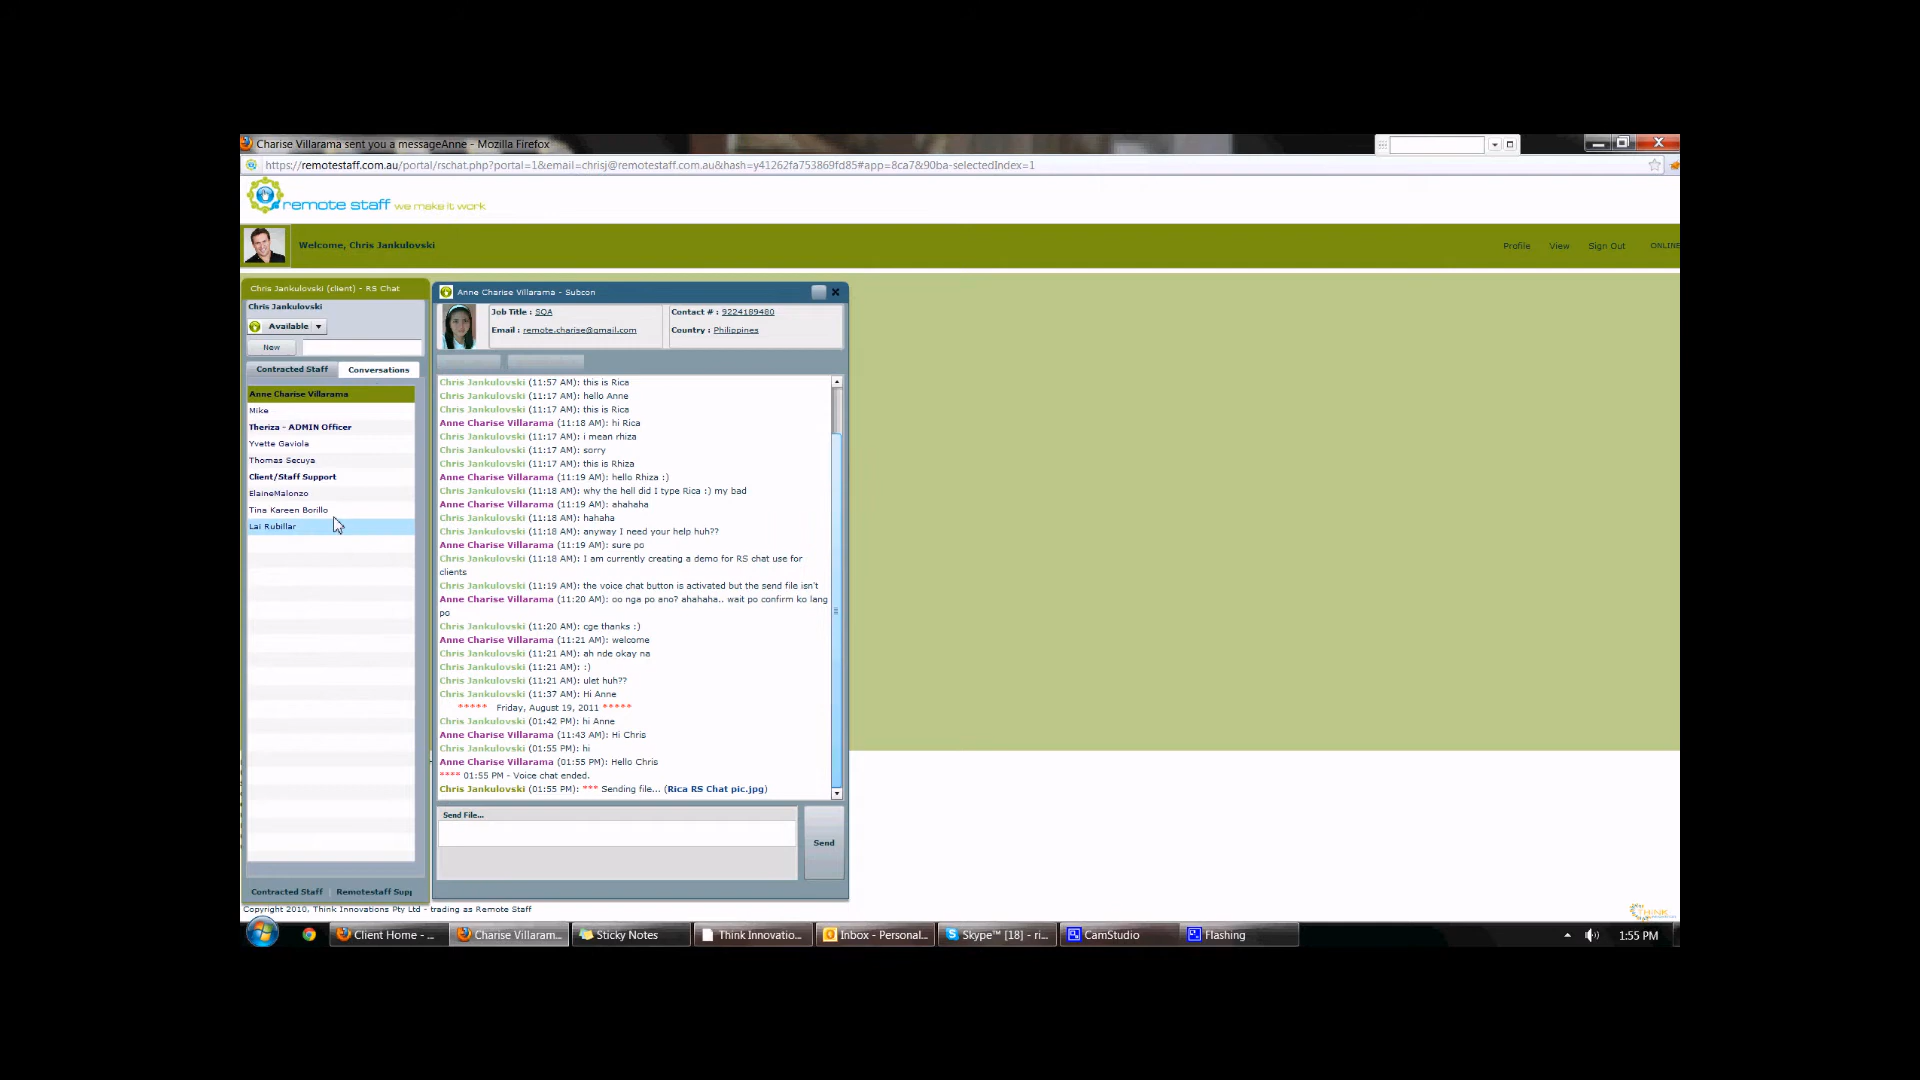 Charise Villarama sent you a messageAnne - Mozilla Firefox
https://remotestaff.com.au/portal/rschat.php?portal=1&email=chrisj@remotestaff.com.au&hash=y41262fa753869fd85#app=8ca7&90ba-selectedIndex=1
remote staff we make it work
Welcome, Chris Jankulovski
Profile View Sign Out ONLINE
Chris Jankulovski (client) - RS Chat
Chris Jankulovski
Available
New
Contracted Staff Conversations
Anne Charise Villarama
Mike
Theriza - ADMIN Officer
Yvette Gaviola
Thomas Secuya
Client/Staff Support
ElaineMalonzo
Tina Kareen Borillo
Lai Rubillar
Contracted Staff | Remotestaff Supp
Anne Charise Villarama - Subcon
Job Title : SQA
Email : remote.charise@gmail.com
Contact # : 9224189480
Country : Philippines
Chris Jankulovski (11:57 AM): this is Rica
Chris Jankulovski (11:17 AM): hello Anne
Chris Jankulovski (11:17 AM): this is Rica
Anne Charise Villarama (11:18 AM): hi Rica
Chris Jankulovski (11:17 AM): i mean rhiza
Chris Jankulovski (11:17 AM): sorry
Chris Jankulovski (11:17 AM): this is Rhiza
Anne Charise Villarama (11:19 AM): hello Rhiza :)
Chris Jankulovski (11:18 AM): why the hell did I type Rica :) my bad
Anne Charise Villarama (11:19 AM): ahahaha
Chris Jankulovski (11:18 AM): hahaha
Chris Jankulovski (11:18 AM): anyway I need your help huh??
Anne Charise Villarama (11:19 AM): sure po
Chris Jankulovski (11:18 AM): I am currently creating a demo for RS chat use for
clients
Chris Jankulovski (11:19 AM): the voice chat button is activated but the send file isn't
Anne Charise Villarama (11:20 AM): oo nga po ano? ahahaha.. wait po confirm ko lang
po
Chris Jankulovski (11:20 AM): cge thanks :)
Anne Charise Villarama (11:21 AM): welcome
Chris Jankulovski (11:21 AM): ah nde okay na
Chris Jankulovski (11:21 AM): :)
Chris Jankulovski (11:21 AM): ulet huh??
Chris Jankulovski (11:37 AM): Hi Anne
***** Friday, August 19, 2011 *****
Chris Jankulovski (01:42 PM): hi Anne
Anne Charise Villarama (11:43 AM): Hi Chris
Chris Jankulovski (01:55 PM): hi
Anne Charise Villarama (01:55 PM): Hello Chris
**** 01:55 PM - Voice chat ended.
Chris Jankulovski (01:55 PM): *** Sending file... (Rica RS Chat pic.jpg)
Send File...
Send
Copyright 2010, Think Innovations Pty Ltd - trading as Remote Staff
THINK
Client Home - ... Charise Villaram... Sticky Notes Think Innovatio... Inbox - Personal... Skype™ [18] - ri... CamStudio Flashing 1:55 PM